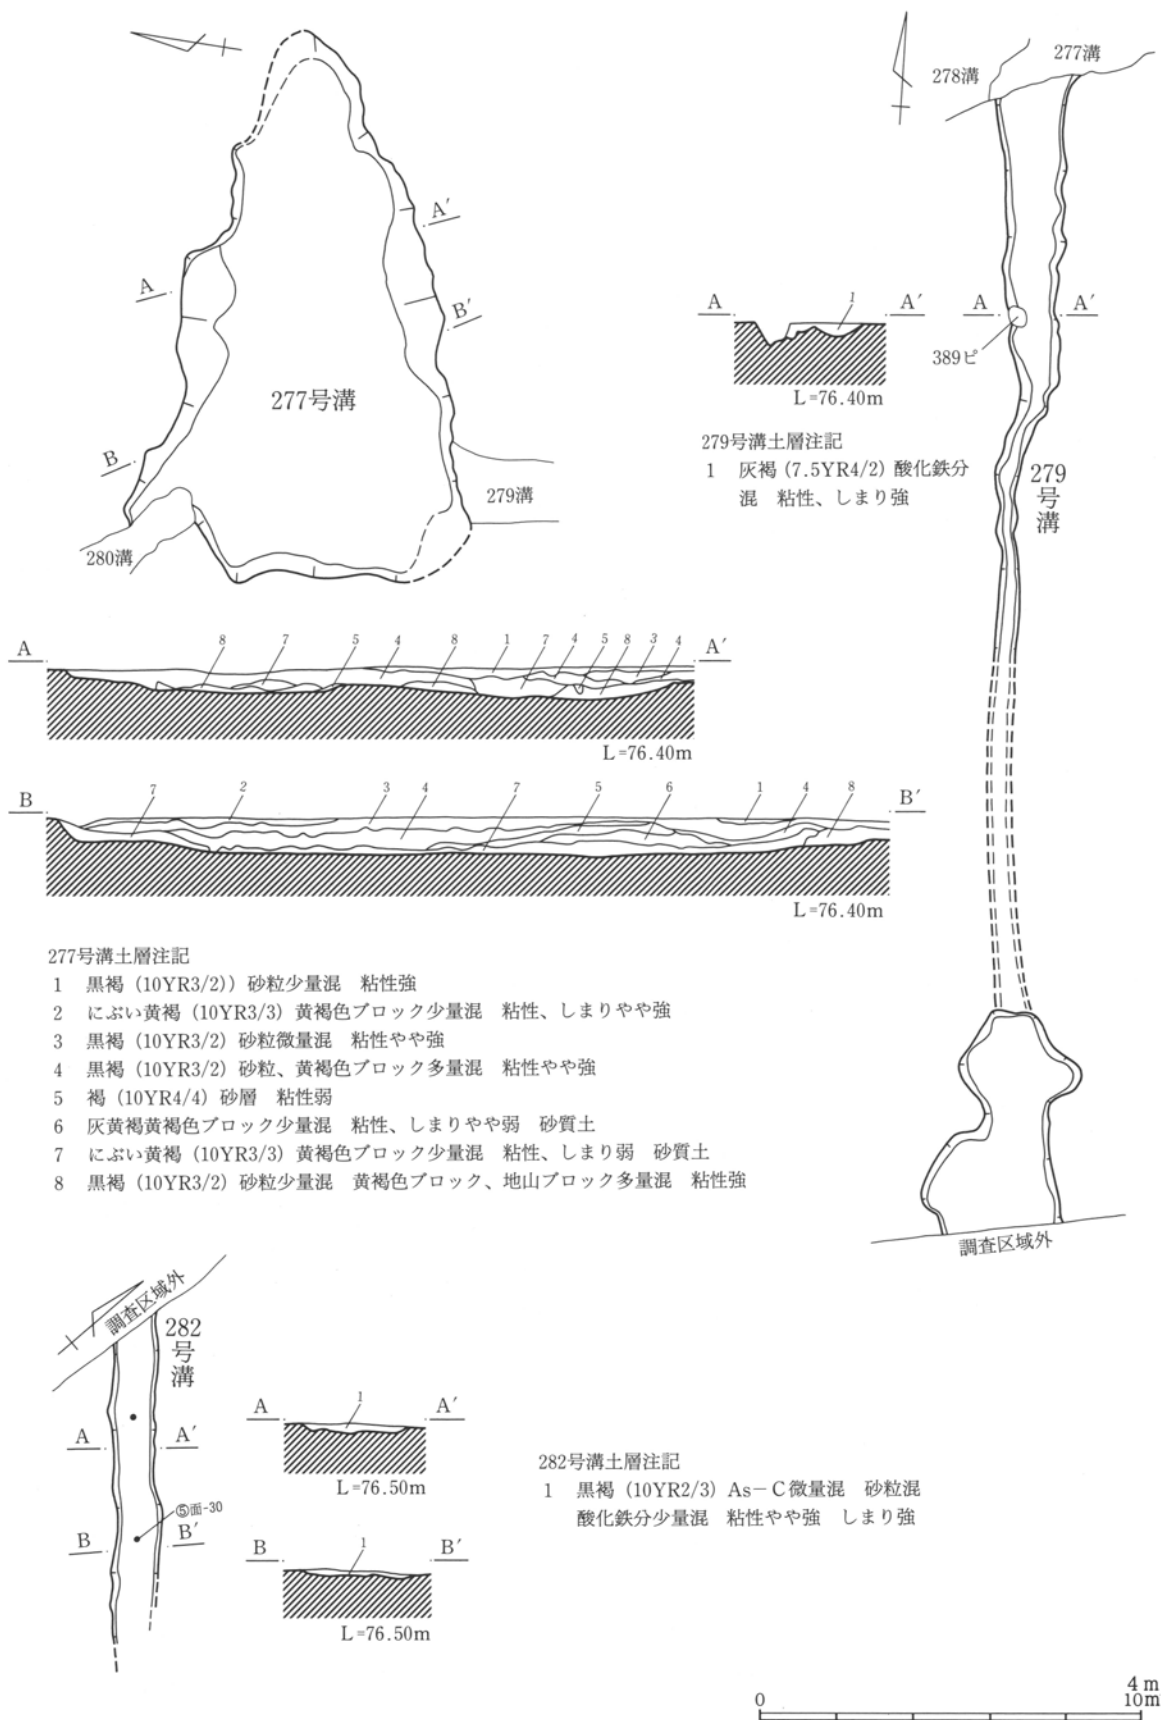 277号溝
A
A′
B
B′
279溝
280溝
278溝
277溝
A
A′
389ピ
279号溝
調査区域外
A
1
A′
L=76.40m
279号溝土層注記
1 灰褐 (7.5YR4/2) 酸化鉄分
混 粘性、しまり強
8 7 5 4 8 1 7 4 5 8 3 4
A
A′
L=76.40m
7 2 3 4 7 5 6 1 4 8
B
B′
L=76.40m
277号溝土層注記
1 黒褐 (10YR3/2)) 砂粒少量混 粘性強
2 にぶい黄褐 (10YR3/3) 黄褐色ブロック少量混 粘性、しまりやや強
3 黒褐 (10YR3/2) 砂粒微量混 粘性やや強
4 黒褐 (10YR3/2) 砂粒、黄褐色ブロック多量混 粘性やや強
5 褐 (10YR4/4) 砂層 粘性弱
6 灰黄褐黄褐色ブロック少量混 粘性、しまりやや弱 砂質土
7 にぶい黄褐 (10YR3/3) 黄褐色ブロック少量混 粘性、しまり弱 砂質土
8 黒褐 (10YR3/2) 砂粒少量混 黄褐色ブロック、地山ブロック多量混 粘性強
調査区域外
282号溝
A
A′
⑤面-30
B
B′
A
1
A′
L=76.50m
B
1
B′
L=76.50m
282号溝土層注記
1 黒褐 (10YR2/3) As-C微量混 砂粒混
酸化鉄分少量混 粘性やや強 しまり強
4m
0
10m